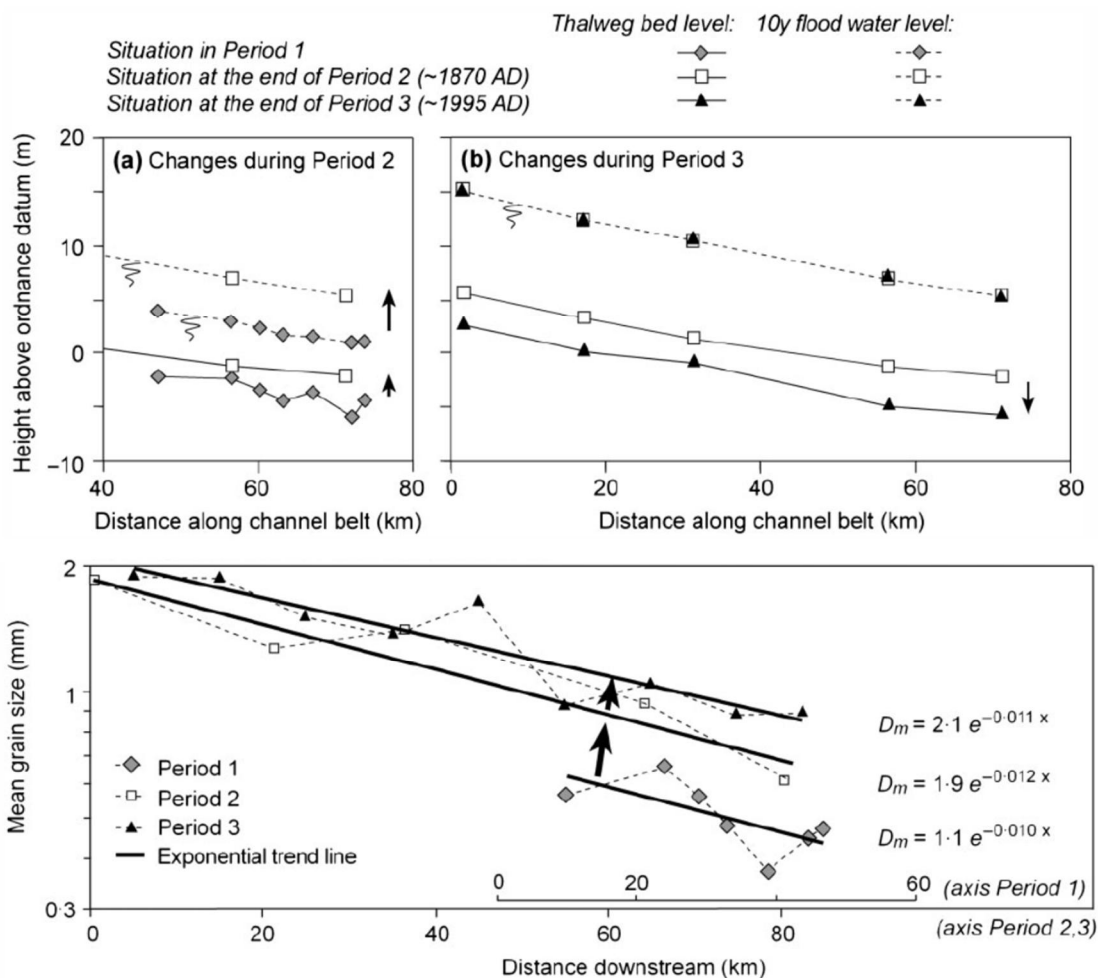 Thalweg bed level: 10y flood water level:
Situation in Period 1
Situation at the end of Period 2 (~1870 AD)
Situation at the end of Period 3 (~1995 AD)
Height above ordnance datum (m)
20
10
0
−10
(a) Changes during Period 2
40 60 80
Distance along channel belt (km)
(b) Changes during Period 3
0 20 40 60 80
Distance along channel belt (km)
Mean grain size (mm)
2
1
0·3
Period 1
Period 2
Period 3
Exponential trend line
Dm = 2·1 e−0·011 x
Dm = 1·9 e−0·012 x
Dm = 1·1 e−0·010 x
0 20 60 (axis Period 1)
0 20 40 60 80 (axis Period 2,3)
Distance downstream (km)